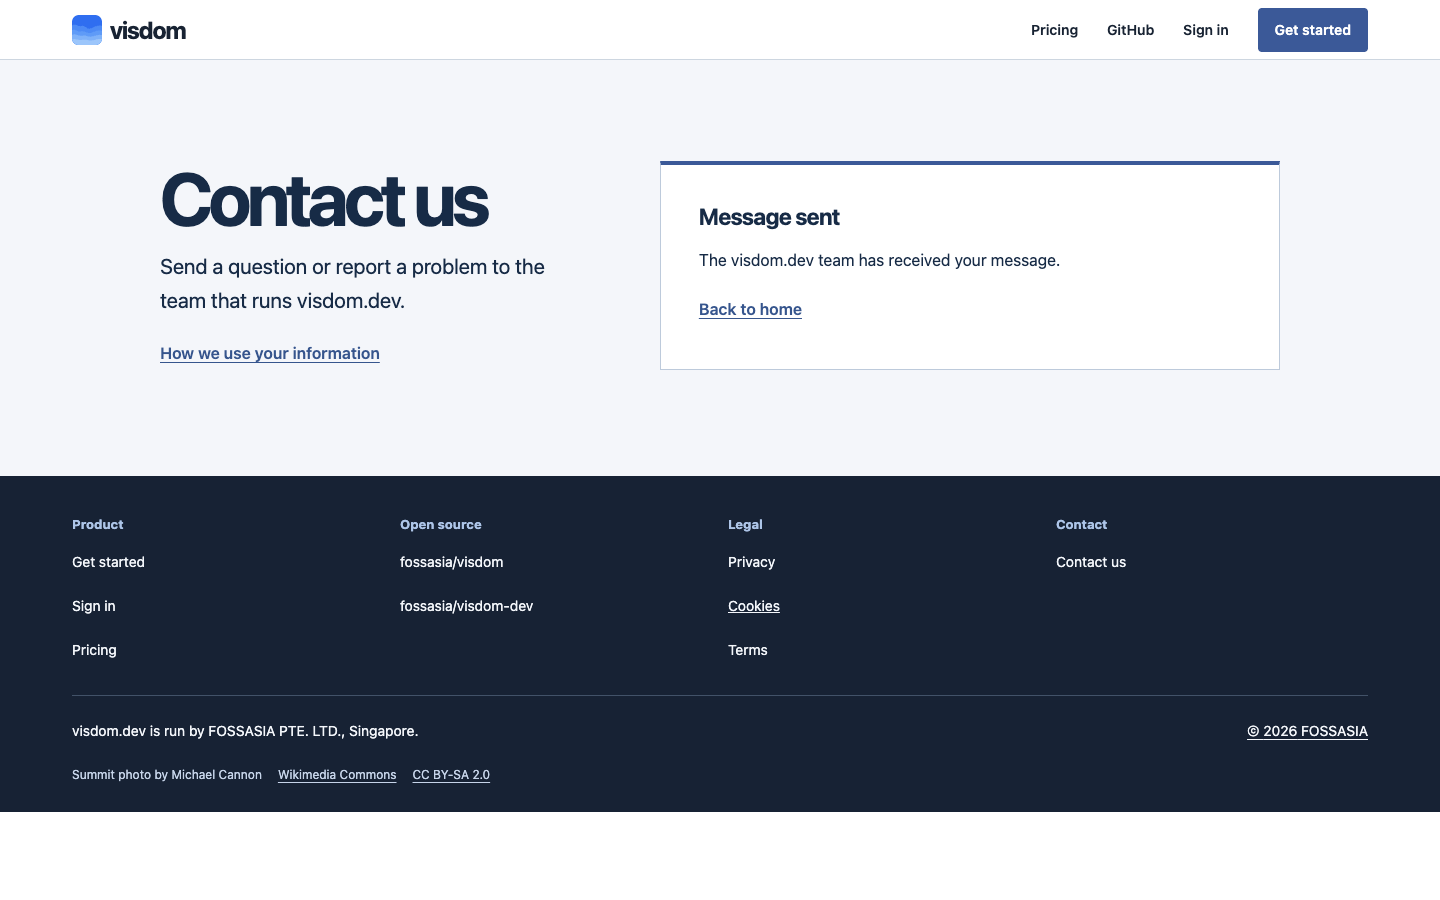 visdom
Pricing
GitHub
Sign in
Get started
Contact us
Send a question or report a problem to the
team that runs visdom.dev.
How we use your information
Message sent
The visdom.dev team has received your message.
Back to home
Product
Get started
Sign in
Pricing
Open source
fossasia/visdom
fossasia/visdom-dev
Legal
Privacy
Cookies
Terms
Contact
Contact us
visdom.dev is run by FOSSASIA PTE. LTD., Singapore.
© 2026 FOSSASIA
Summit photo by Michael Cannon
Wikimedia Commons
CC BY-SA 2.0